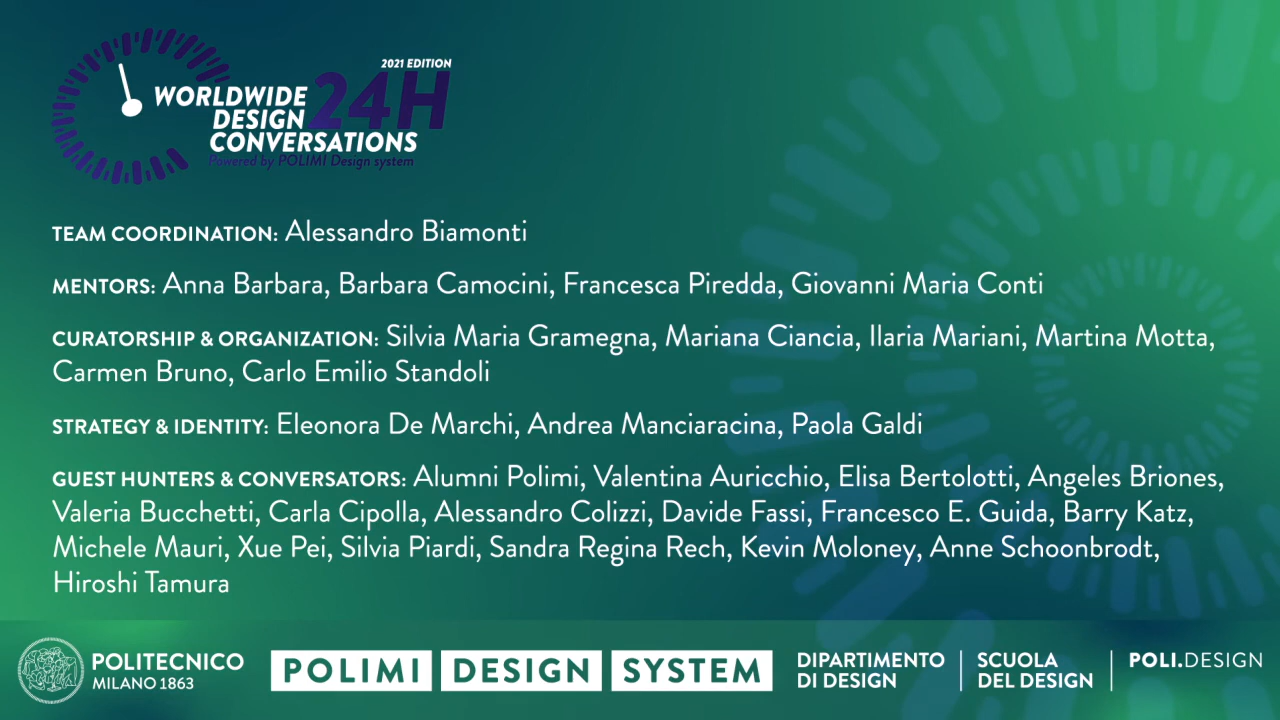 2021 EDITION
WORLDWIDE 24H
DESIGN
CONVERSATIONS
Powered by POLIMI Design system
TEAM COORDINATION: Alessandro Biamonti
MENTORS: Anna Barbara, Barbara Camocini, Francesca Piredda, Giovanni Maria Conti
CURATORSHIP & ORGANIZATION: Silvia Maria Gramegna, Mariana Ciancia, Ilaria Mariani, Martina Motta,
Carmen Bruno, Carlo Emilio Standoli
STRATEGY & IDENTITY: Eleonora De Marchi, Andrea Manciaracina, Paola Galdi
GUEST HUNTERS & CONVERSATORS: Alumni Polimi, Valentina Auricchio, Elisa Bertolotti, Angeles Briones,
Valeria Bucchetti, Carla Cipolla, Alessandro Colizzi, Davide Fassi, Francesco E. Guida, Barry Katz,
Michele Mauri, Xue Pei, Silvia Piardi, Sandra Regina Rech, Kevin Moloney, Anne Schoonbrodt,
Hiroshi Tamura
POLITECNICO
MILANO 1863
POLIMI DESIGN SYSTEM
DIPARTIMENTO
DI DESIGN
SCUOLA
DEL DESIGN
POLI.DESIGN